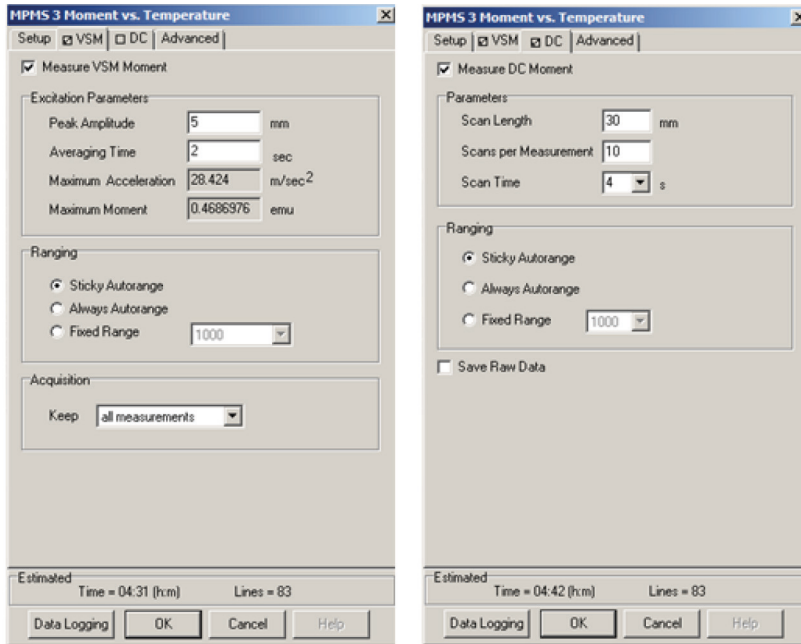 MPMS 3 Moment vs. Temperature
Setup VSM DC Advanced
Measure VSM Moment
Excitation Parameters
Peak Amplitude 5 mm
Averaging Time 2 sec
Maximum Acceleration 28.424 m/sec2
Maximum Moment 0.4686976 emu
Ranging
Sticky Autorange
Always Autorange
Fixed Range 1000
Acquisition
Keep all measurements
Estimated
Time = 04:31 (h:m) Lines = 83
Data Logging OK Cancel Help
MPMS 3 Moment vs. Temperature
Setup VSM DC Advanced
Measure DC Moment
Parameters
Scan Length 30 mm
Scans per Measurement 10
Scan Time 4 s
Ranging
Sticky Autorange
Always Autorange
Fixed Range 1000
Save Raw Data
Estimated
Time = 04:42 (h:m) Lines = 83
Data Logging OK Cancel Help